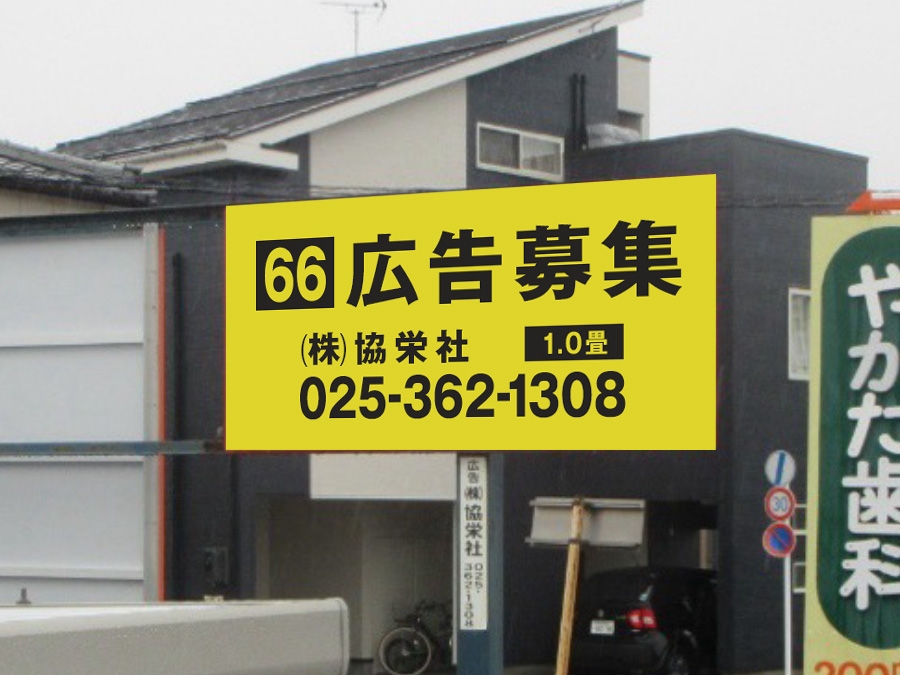 66 広告募集
(株)協栄社 1.0畳
025-362-1308
広告㈱協栄社 025-362-1308
やかた歯科
30